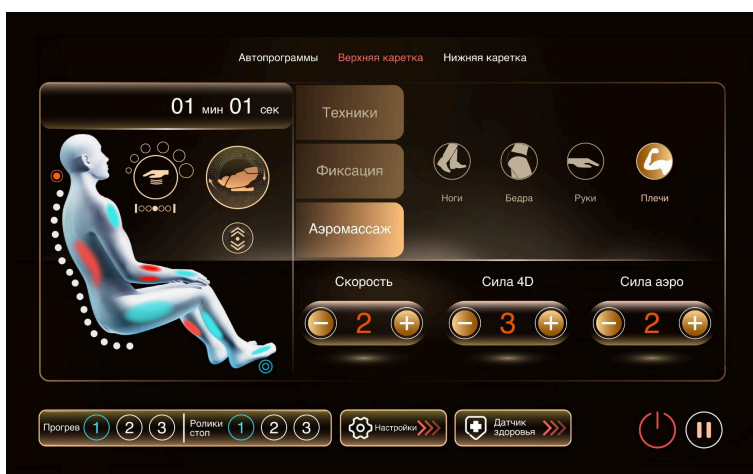 Автопрограммы Верхняя каретка Нижняя каретка
01 мин 01 сек
Техники
Фиксация
Аэромассаж
Ноги Бедра Руки Плечи
Скорость Сила 4D Сила аэро
2 3 2
Прогрев 1 2 3 Ролики
стоп 1 2 3
Настройки
Датчик
здоровья